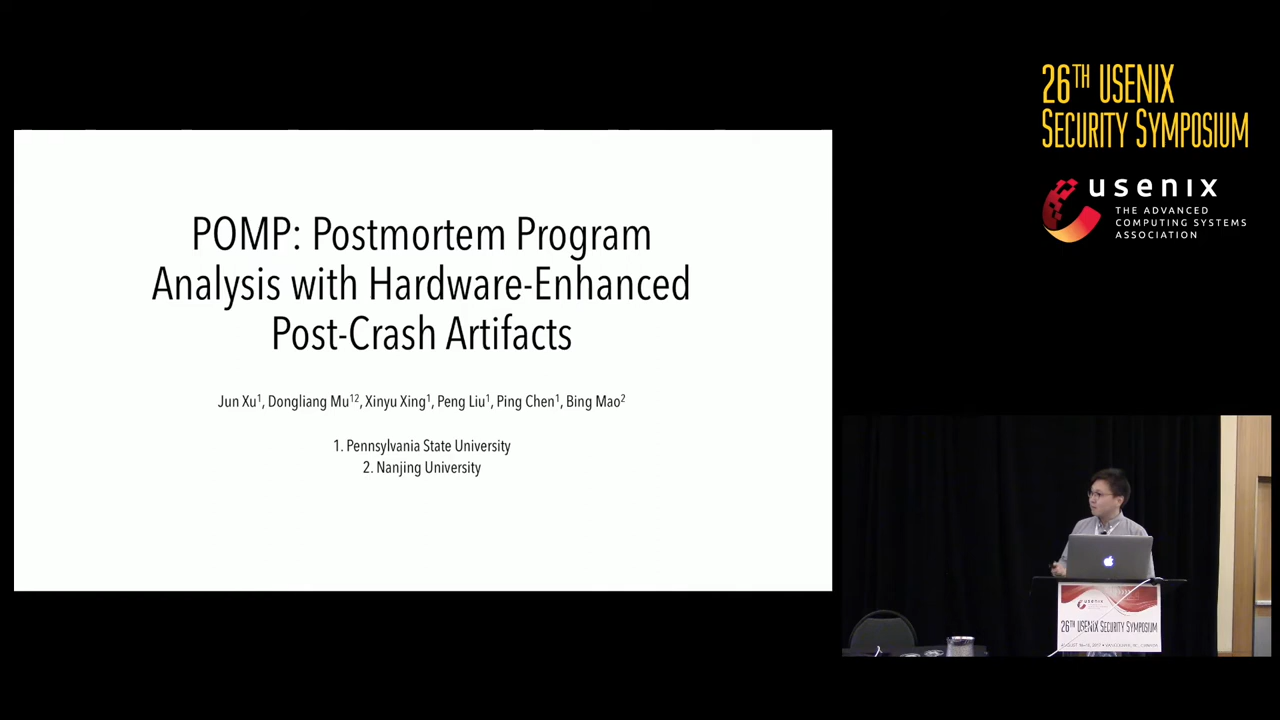 26TH USENIX
SECURITY SYMPOSIUM
usenix
THE ADVANCED
COMPUTING SYSTEMS
ASSOCIATION
POMP: Postmortem Program
Analysis with Hardware-Enhanced
Post-Crash Artifacts
Jun Xu1, Dongliang Mu12, Xinyu Xing1, Peng Liu1, Ping Chen1, Bing Mao2
1. Pennsylvania State University
2. Nanjing University
usenix
26TH USENIX SECURITY SYMPOSIUM